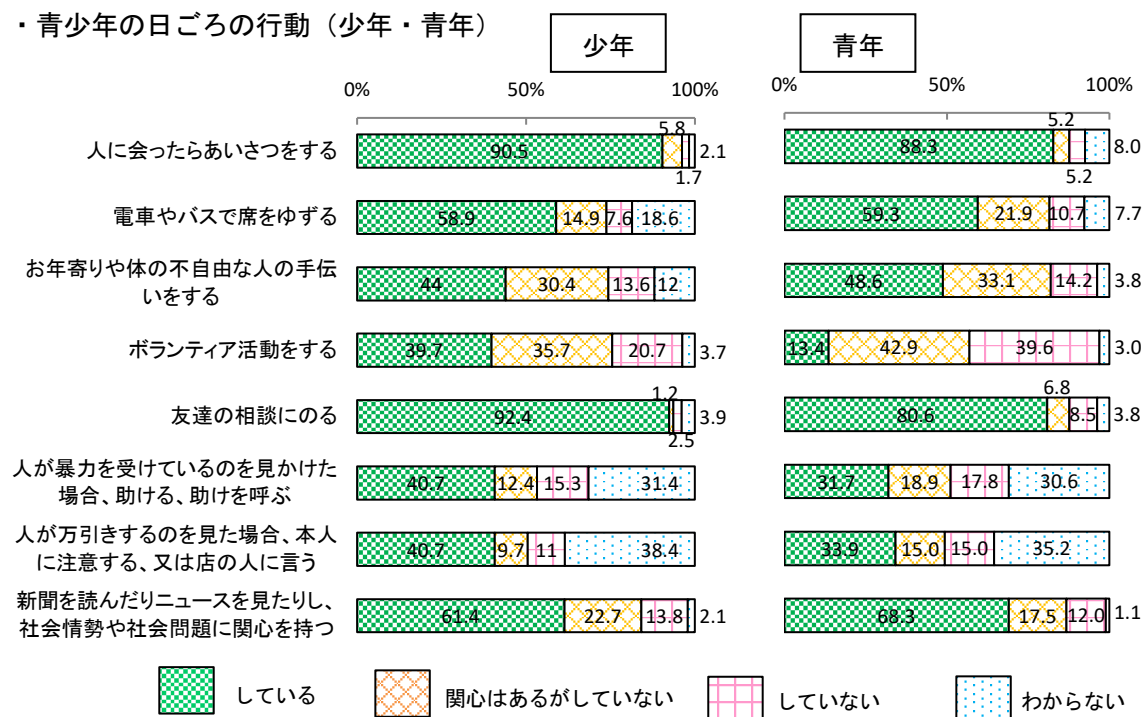 ・青少年の日ごろの行動（少年・青年）
少年
青年
0% 50% 100%
0% 50% 100%
人に会ったらあいさつをする
90.5 5.8 1.7 2.1
88.3 5.2 5.2 8.0
電車やバスで席をゆずる
58.9 14.9 7.6 18.6
59.3 21.9 10.7 7.7
お年寄りや体の不自由な人の手伝
いをする
44 30.4 13.6 12
48.6 33.1 14.2 3.8
ボランティア活動をする
39.7 35.7 20.7 3.7
13.4 42.9 39.6 3.0
友達の相談にのる
92.4 1.2 2.5 3.9
80.6 6.8 8.5 3.8
人が暴力を受けているのを見かけた
場合、助ける、助けを呼ぶ
40.7 12.4 15.3 31.4
31.7 18.9 17.8 30.6
人が万引きするのを見た場合、本人
に注意する、又は店の人に言う
40.7 9.7 11 38.4
33.9 15.0 15.0 35.2
新聞を読んだりニュースを見たりし、
社会情勢や社会問題に関心を持つ
61.4 22.7 13.8 2.1
68.3 17.5 12.0 1.1
している 関心はあるがしていない していない わからない